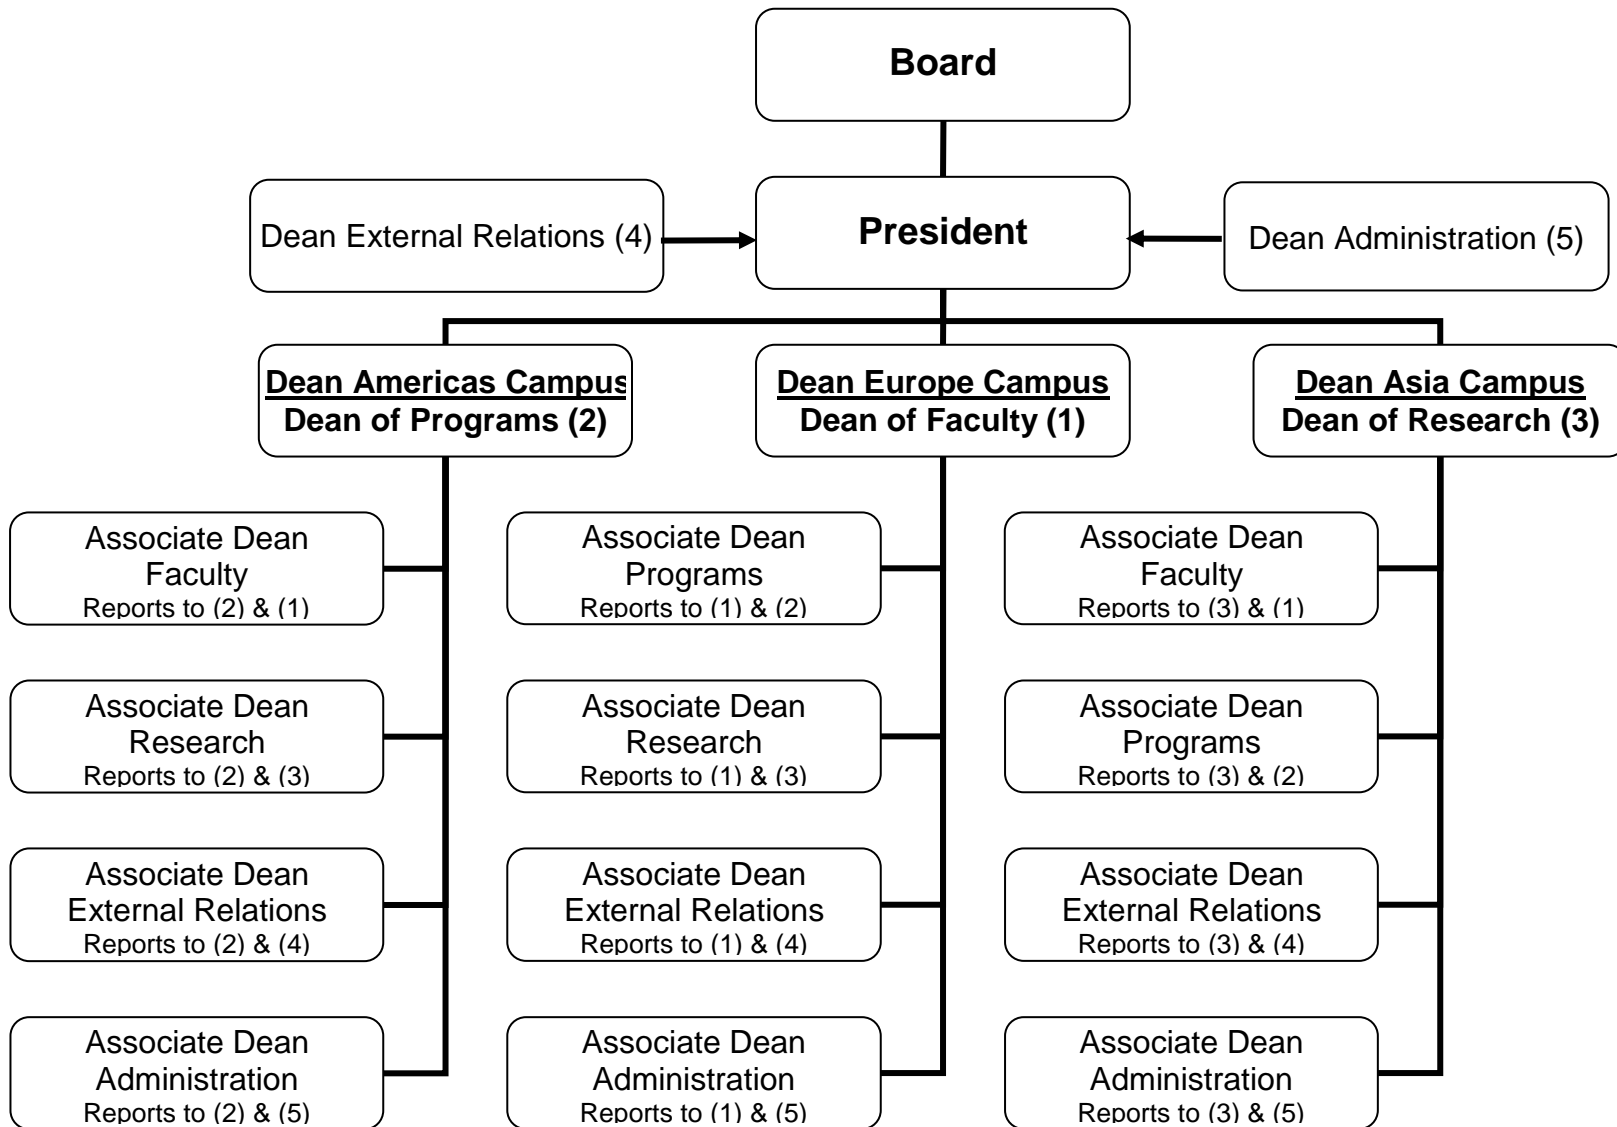 Board
Dean External Relations (4)
President
Dean Administration (5)
Dean Americas Campus
Dean of Programs (2)
Dean Europe Campus
Dean of Faculty (1)
Dean Asia Campus
Dean of Research (3)
Associate Dean
Faculty
Reports to (2) & (1)
Associate Dean
Programs
Reports to (1) & (2)
Associate Dean
Faculty
Reports to (3) & (1)
Associate Dean
Research
Reports to (2) & (3)
Associate Dean
Research
Reports to (1) & (3)
Associate Dean
Programs
Reports to (3) & (2)
Associate Dean
External Relations
Reports to (2) & (4)
Associate Dean
External Relations
Reports to (1) & (4)
Associate Dean
External Relations
Reports to (3) & (4)
Associate Dean
Administration
Reports to (2) & (5)
Associate Dean
Administration
Reports to (1) & (5)
Associate Dean
Administration
Reports to (3) & (5)